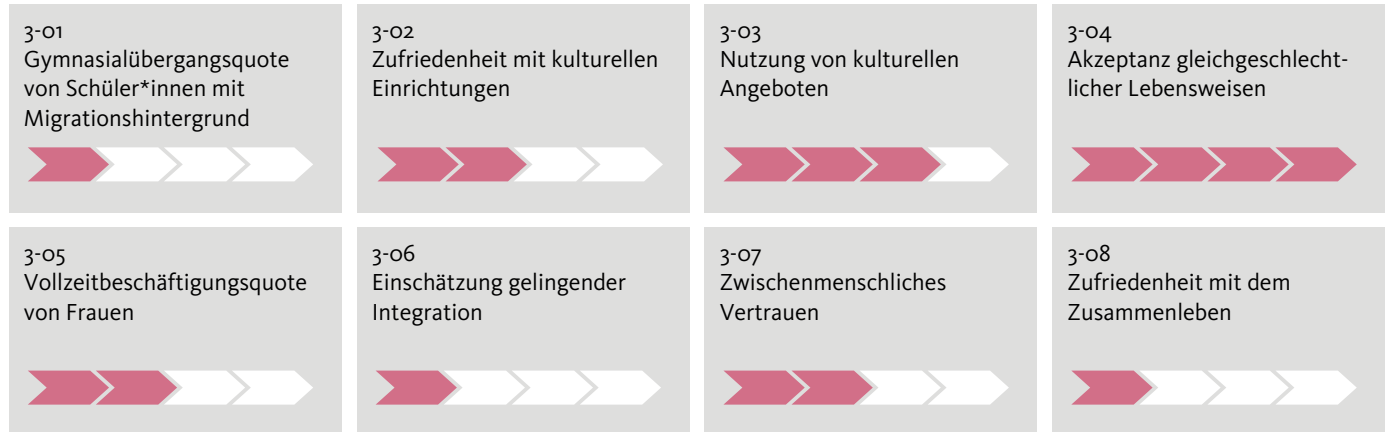 3-01
Gymnasialübergangsquote
von Schüler*innen mit
Migrationshintergrund
3-02
Zufriedenheit mit kulturellen
Einrichtungen
3-03
Nutzung von kulturellen
Angeboten
3-04
Akzeptanz gleichgeschlecht-
licher Lebensweisen
3-05
Vollzeitbeschäftigungsquote
von Frauen
3-06
Einschätzung gelingender
Integration
3-07
Zwischenmenschliches
Vertrauen
3-08
Zufriedenheit mit dem
Zusammenleben